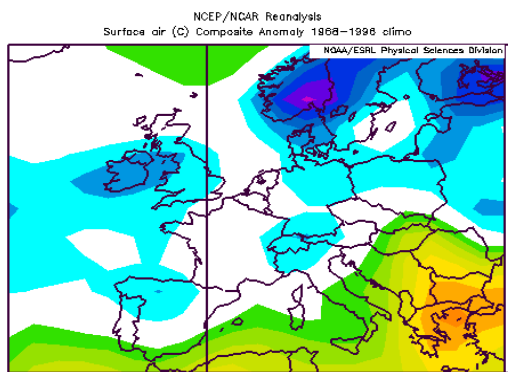 NCEP/NCAR Reanalysis
Surface air (C) Composite Anomaly 1968-1996 climo
NOAA/ESRL Physical Sciences Division